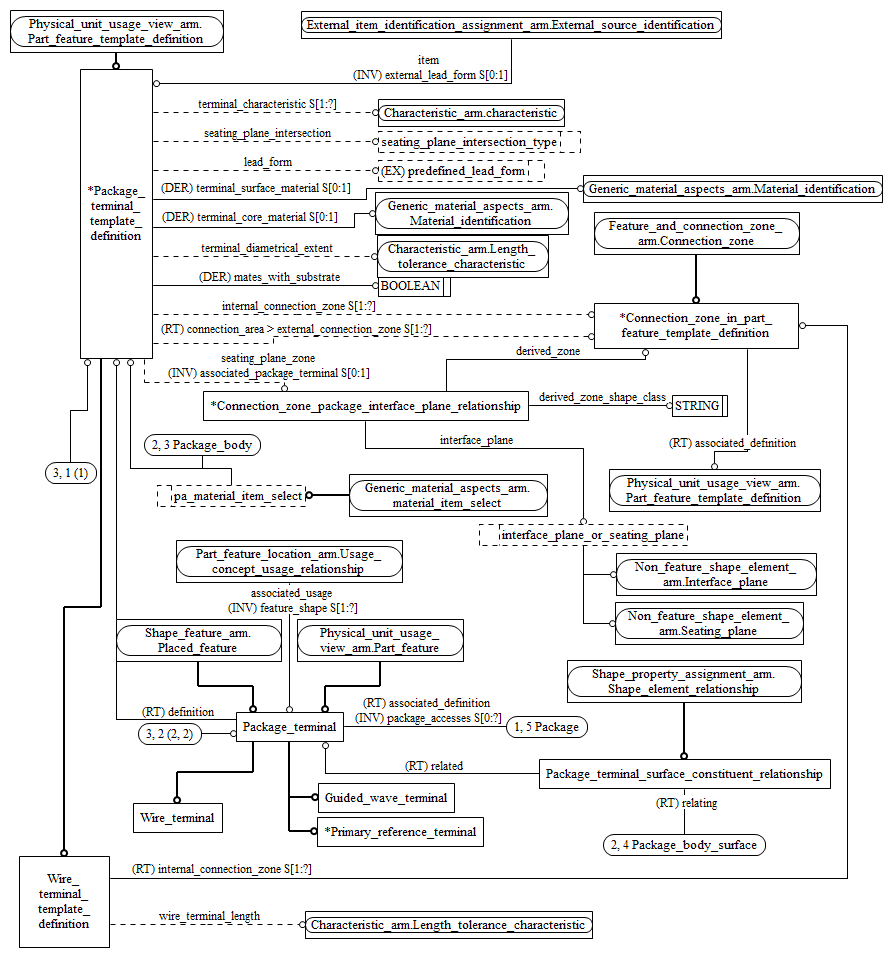 Physical_unit_usage_view_arm.
Part_feature_template_definition
External_item_identification_assignment_arm.External_source_identification
item
(INV) external_lead_form S[0:1]
terminal_characteristic S[1:?]
Characteristic_arm.characteristic
seating_plane_intersection
seating_plane_intersection_type
lead_form
(EX) predefined_lead_form
*Package_
terminal_
template_
definition
(DER) terminal_surface_material S[0:1]
Generic_material_aspects_arm.Material_identification
(DER) terminal_core_material S[0:1]
Generic_material_aspects_arm.
Material_identification
Feature_and_connection_zone_
arm.Connection_zone
terminal_diametrical_extent
Characteristic_arm.Length_
tolerance_characteristic
(DER) mates_with_substrate
BOOLEAN
internal_connection_zone S[1:?]
(RT) connection_area > external_connection_zone S[1:?]
*Connection_zone_in_part_
feature_template_definition
seating_plane_zone
(INV) associated_package_terminal S[0:1]
derived_zone
*Connection_zone_package_interface_plane_relationship
derived_zone_shape_class
STRING
2, 3 Package_body
interface_plane
(RT) associated_definition
3, 1 (1)
pa_material_item_select
Generic_material_aspects_arm.
material_item_select
Physical_unit_usage_view_arm.
Part_feature_template_definition
interface_plane_or_seating_plane
Part_feature_location_arm.Usage_
concept_usage_relationship
Non_feature_shape_element_
arm.Interface_plane
associated_usage
(INV) feature_shape S[1:?]
Non_feature_shape_element_
arm.Seating_plane
Shape_feature_arm.
Placed_feature
Physical_unit_usage_
view_arm.Part_feature
Shape_property_assignment_arm.
Shape_element_relationship
(RT) definition
(RT) associated_definition
(INV) package_accesses S[0:?]
3, 2 (2, 2)
Package_terminal
1, 5 Package
(RT) related
Package_terminal_surface_constituent_relationship
Guided_wave_terminal
(RT) relating
Wire_terminal
*Primary_reference_terminal
2, 4 Package_body_surface
Wire_
terminal_
template_
definition
(RT) internal_connection_zone S[1:?]
wire_terminal_length
Characteristic_arm.Length_tolerance_characteristic